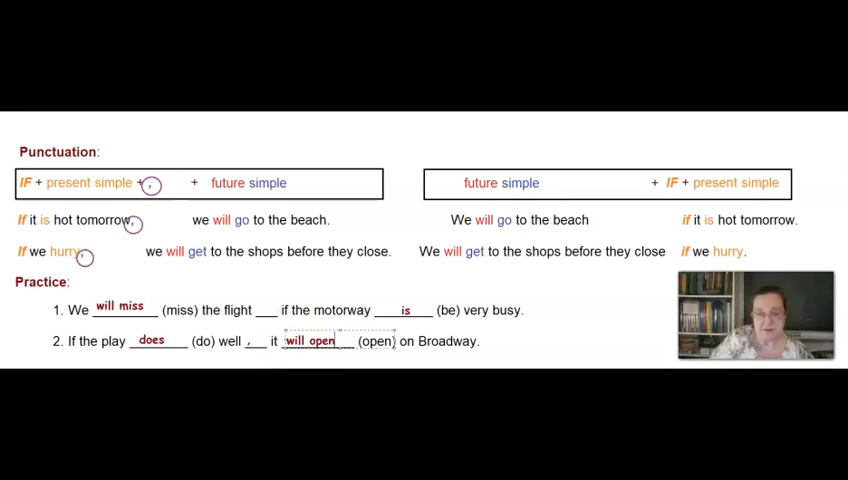 Punctuation:
IF + present simple + , + future simple
future simple + IF + present simple
If it is hot tomorrow, we will go to the beach.
We will go to the beach if it is hot tomorrow.
If we hurry, we will get to the shops before they close.
We will get to the shops before they close if we hurry.
Practice:
1. We will miss (miss) the flight ___ if the motorway is (be) very busy.
2. If the play does (do) well , it will open (open) on Broadway.